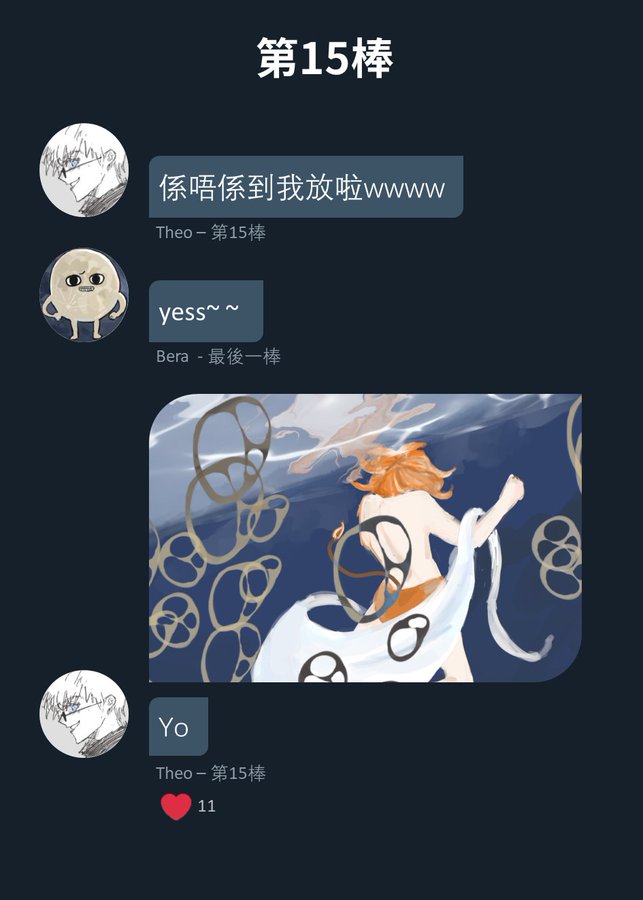 第15棒
係唔係到我放啦wwww
Theo – 第15棒
yess~ ~
Bera - 最後一棒
Yo
Theo – 第15棒
11